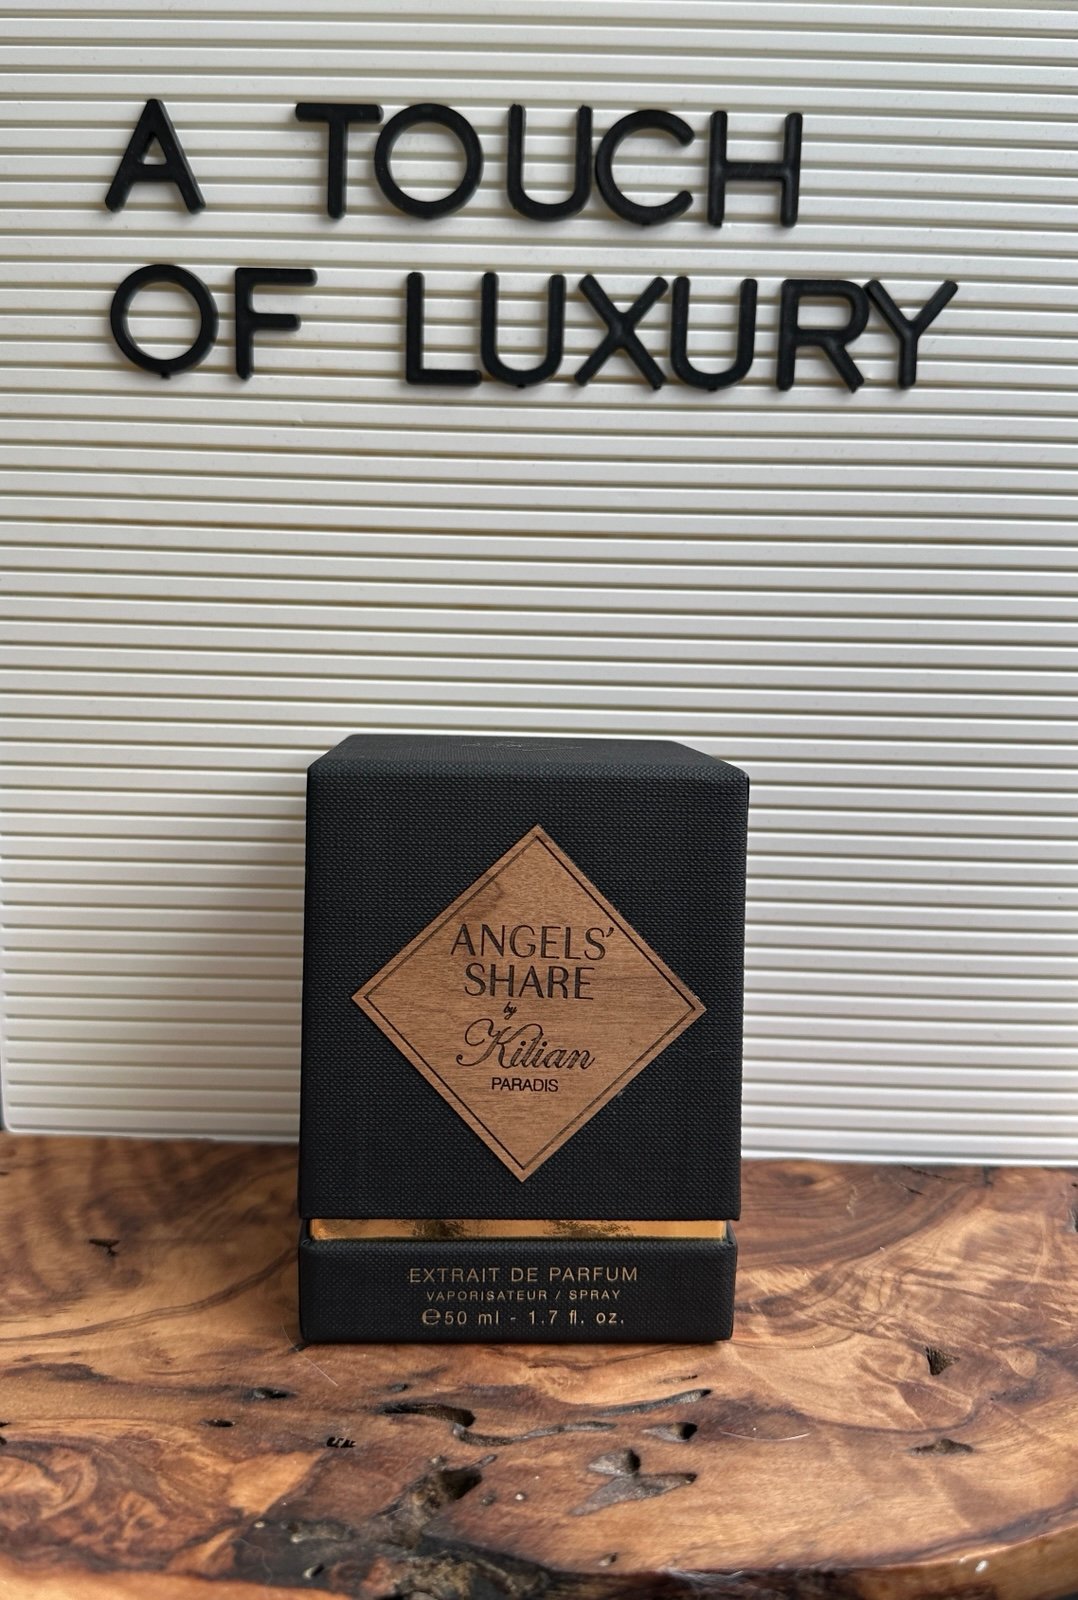 A TOUCH
OF LUXURY
ANGELS'
SHARE
by
Kilian
PARADIS
EXTRAIT DE PARFUM
VAPORISATEUR / SPRAY
℮50 ml - 1.7 fl. oz.